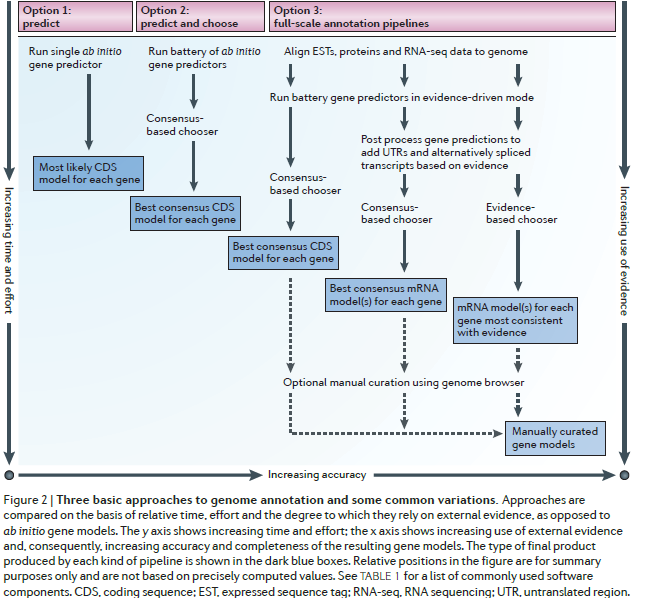 Option 1:
predict
Option 2:
predict and choose
Option 3:
full-scale annotation pipelines
Run single ab initio
gene predictor
Run battery of ab initio
gene predictors
Align ESTs, proteins and RNA-seq data to genome
Run battery gene predictors in evidence-driven mode
Consensus-
based chooser
Post process gene predictions to
add UTRs and alternatively spliced
transcripts based on evidence
Most likely CDS
model for each gene
Consensus-
based chooser
Best consensus CDS
model for each gene
Consensus-
based chooser
Evidence-
based chooser
Best consensus CDS
model for each gene
Best consensus mRNA
model(s) for each gene
mRNA model(s) for each
gene most consistent
with evidence
Optional manual curation using genome browser
Manually curated
gene models
Increasing time and effort
Increasing use of evidence
Increasing accuracy
Figure 2 | Three basic approaches to genome annotation and some common variations. Approaches are
compared on the basis of relative time, effort and the degree to which they rely on external evidence, as opposed to
ab initio gene models. The y axis shows increasing time and effort; the x axis shows increasing use of external evidence
and, consequently, increasing accuracy and completeness of the resulting gene models. The type of final product
produced by each kind of pipeline is shown in the dark blue boxes. Relative positions in the figure are for summary
purposes only and are not based on precisely computed values. See TABLE 1 for a list of commonly used software
components. CDS, coding sequence; EST, expressed sequence tag; RNA-seq, RNA sequencing; UTR, untranslated region.